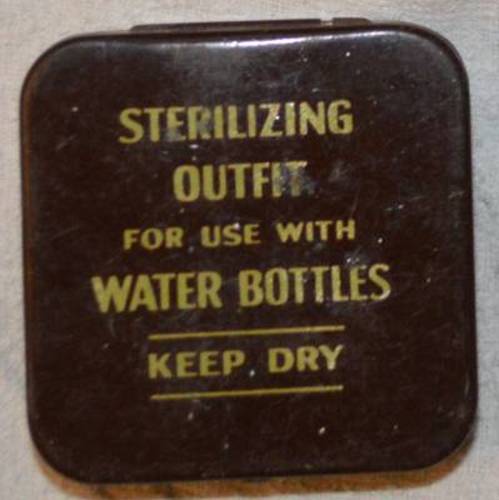 STERILIZING
OUTFIT
FOR USE WITH
WATER BOTTLES
KEEP DRY